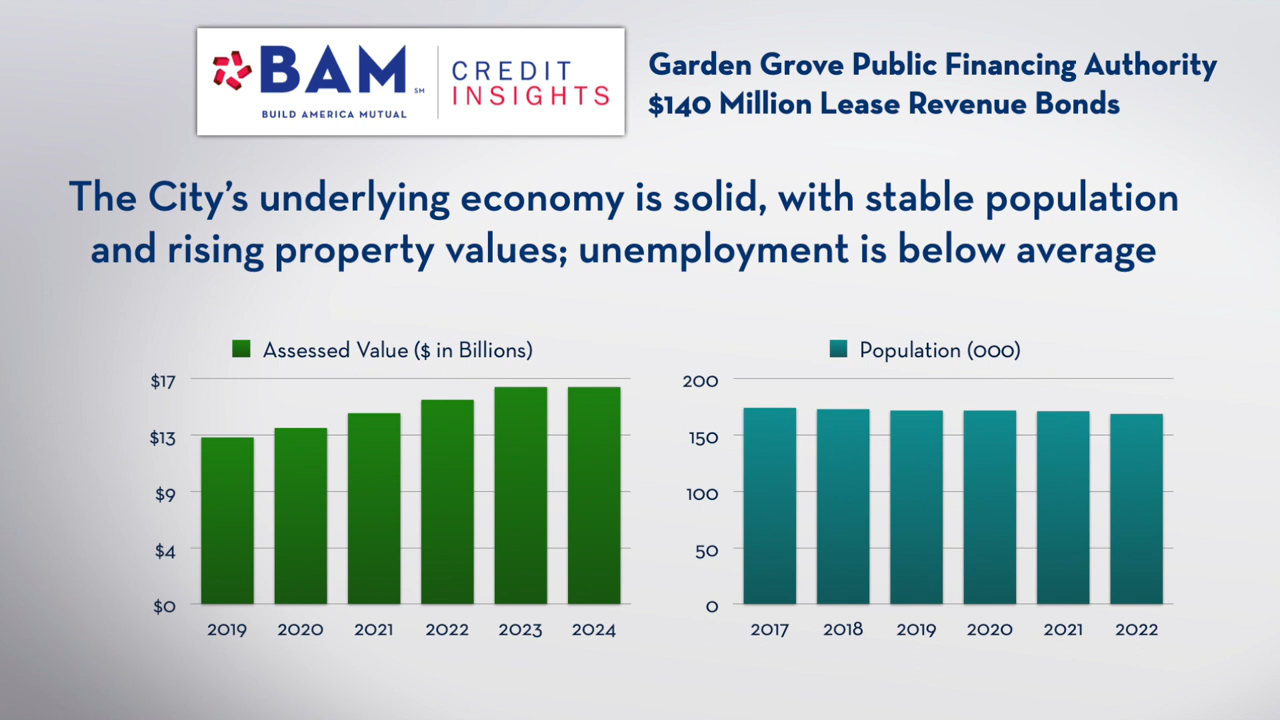 BAM SM
BUILD AMERICA MUTUAL
CREDIT
INSIGHTS
Garden Grove Public Financing Authority
$140 Million Lease Revenue Bonds
The City's underlying economy is solid, with stable population
and rising property values; unemployment is below average
Assessed Value ($ in Billions)
$17
$13
$9
$4
$0
2019 2020 2021 2022 2023 2024
Population (000)
200
150
100
50
0
2017 2018 2019 2020 2021 2022